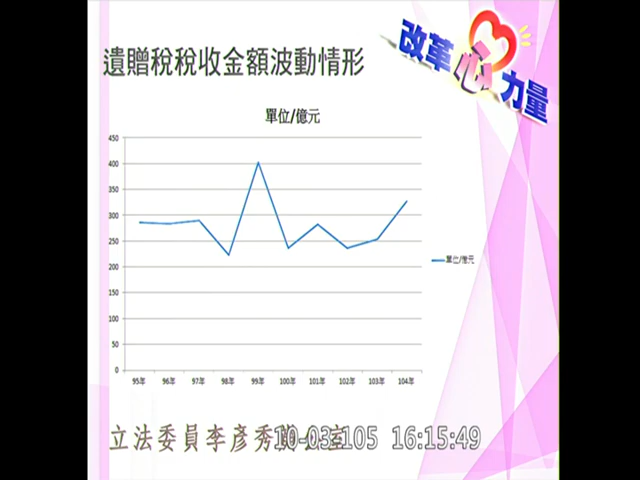 遺贈稅稅收金額波動情形
改革心力量
單位/億元
450
400
350
300
250
200
150
100
50
0
單位/億元
95年 96年 97年 98年 99年 100年 101年 102年 103年 104年
立法委員李彥秀 室
10-03-105 16:15:49